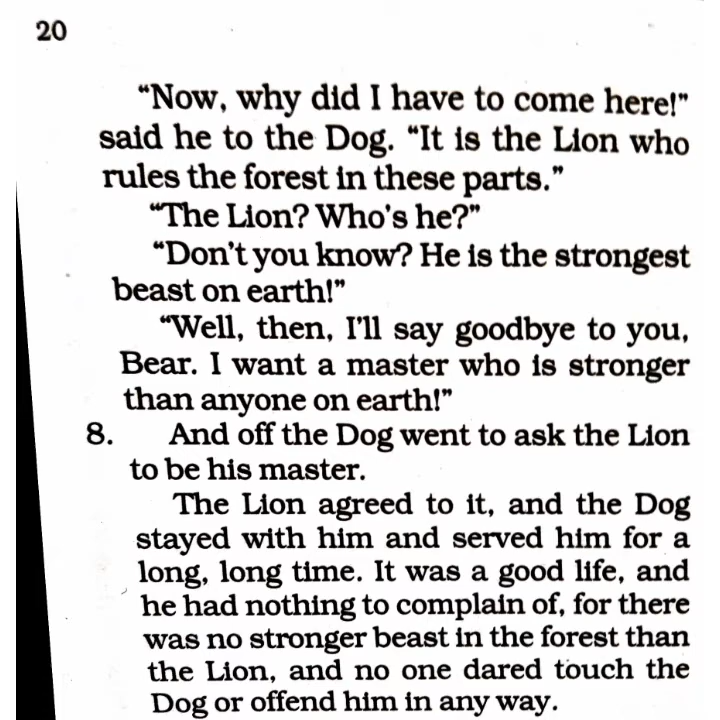 20
“Now, why did I have to come here!”
said he to the Dog. “It is the Lion who
rules the forest in these parts.”
“The Lion? Who's he?”
“Don't you know? He is the strongest
beast on earth!”
“Well, then, I'll say goodbye to you,
Bear. I want a master who is stronger
than anyone on earth!”
8. And off the Dog went to ask the Lion
to be his master.
The Lion agreed to it, and the Dog
stayed with him and served him for a
long, long time. It was a good life, and
he had nothing to complain of, for there
was no stronger beast in the forest than
the Lion, and no one dared touch the
Dog or offend him in any way.